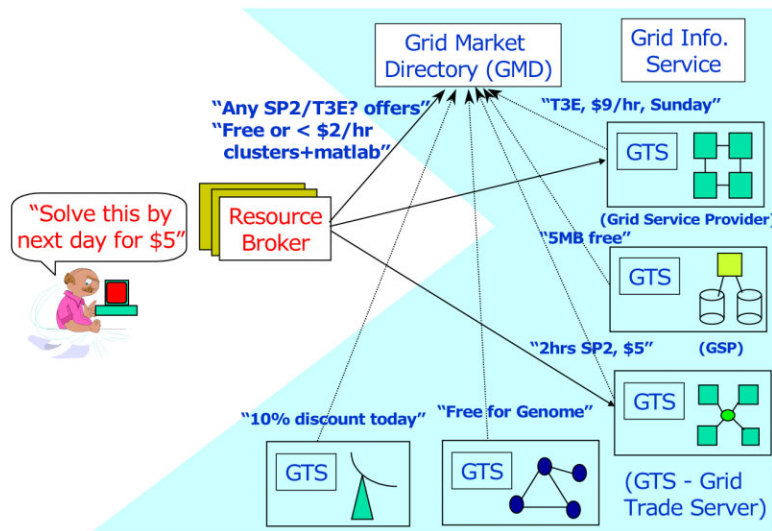 Grid Market
Directory (GMD)
Grid Info.
Service
“Any SP2/T3E? offers”
“Free or < $2/hr
clusters+matlab”
“T3E, $9/hr, Sunday”
GTS
(Grid Service Provider)
“Solve this by
next day for $5”
Resource
Broker
“5MB free”
GTS
(GSP)
“2hrs SP2, $5”
GTS
“10% discount today”
“Free for Genome”
GTS
GTS
(GTS - Grid
Trade Server)